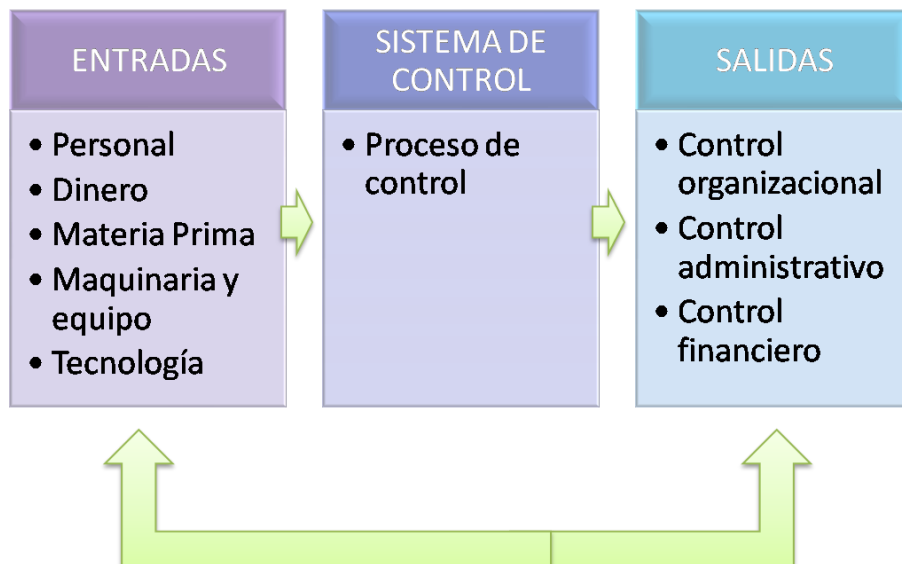 ENTRADAS
• Personal
• Dinero
• Materia Prima
• Maquinaria y
equipo
• Tecnología
SISTEMA DE
CONTROL
• Proceso de
control
SALIDAS
• Control
organizacional
• Control
administrativo
• Control
financiero